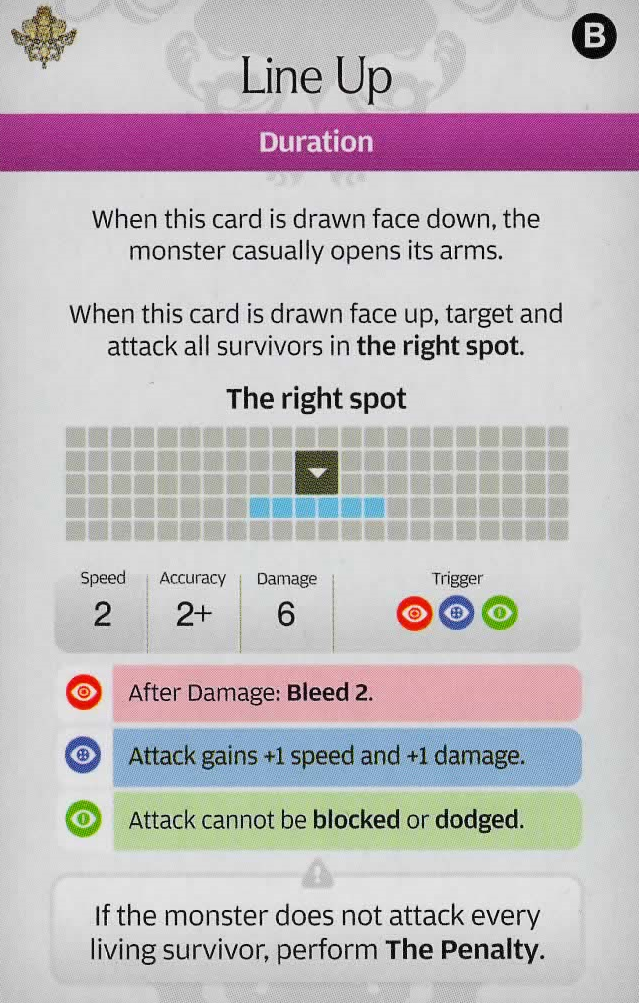 B
Line Up
Duration
When this card is drawn face down, the
monster casually opens its arms.
When this card is drawn face up, target and
attack all survivors in the right spot.
The right spot
Speed Accuracy Damage Trigger
2 2+ 6
After Damage: Bleed 2.
Attack gains +1 speed and +1 damage.
Attack cannot be blocked or dodged.
If the monster does not attack every
living survivor, perform The Penalty.